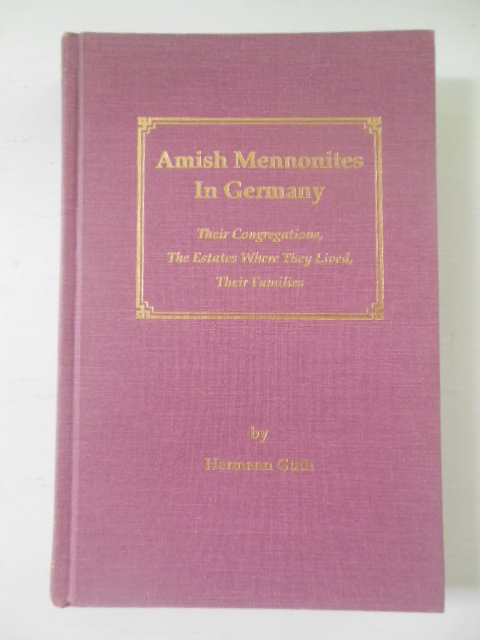 Amish Mennonites
In Germany
Their Congregations,
The Estates Where They Lived,
Their Families
by
Hermann Guth